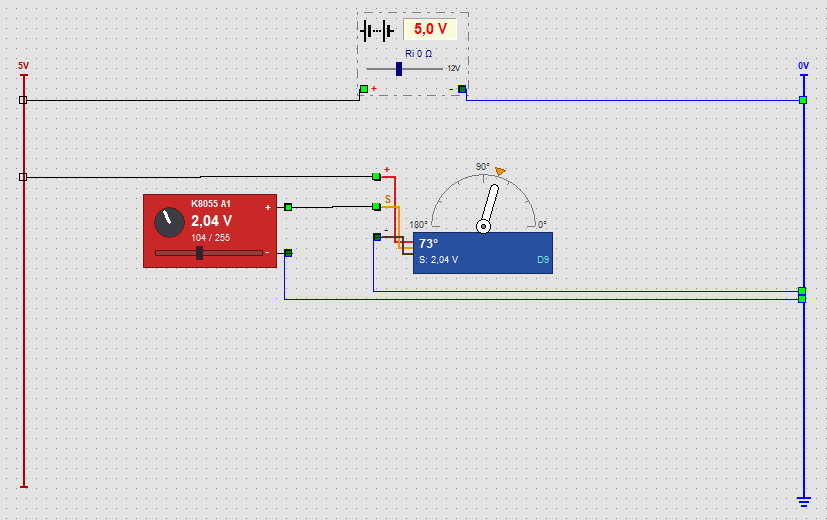 5,0 V
Ri 0 Ω
12V
+
-
5V
0V
+
S
-
90°
180°
0°
K8055 A1
2,04 V
104 / 255
+
-
73°
S: 2,04 V
D9